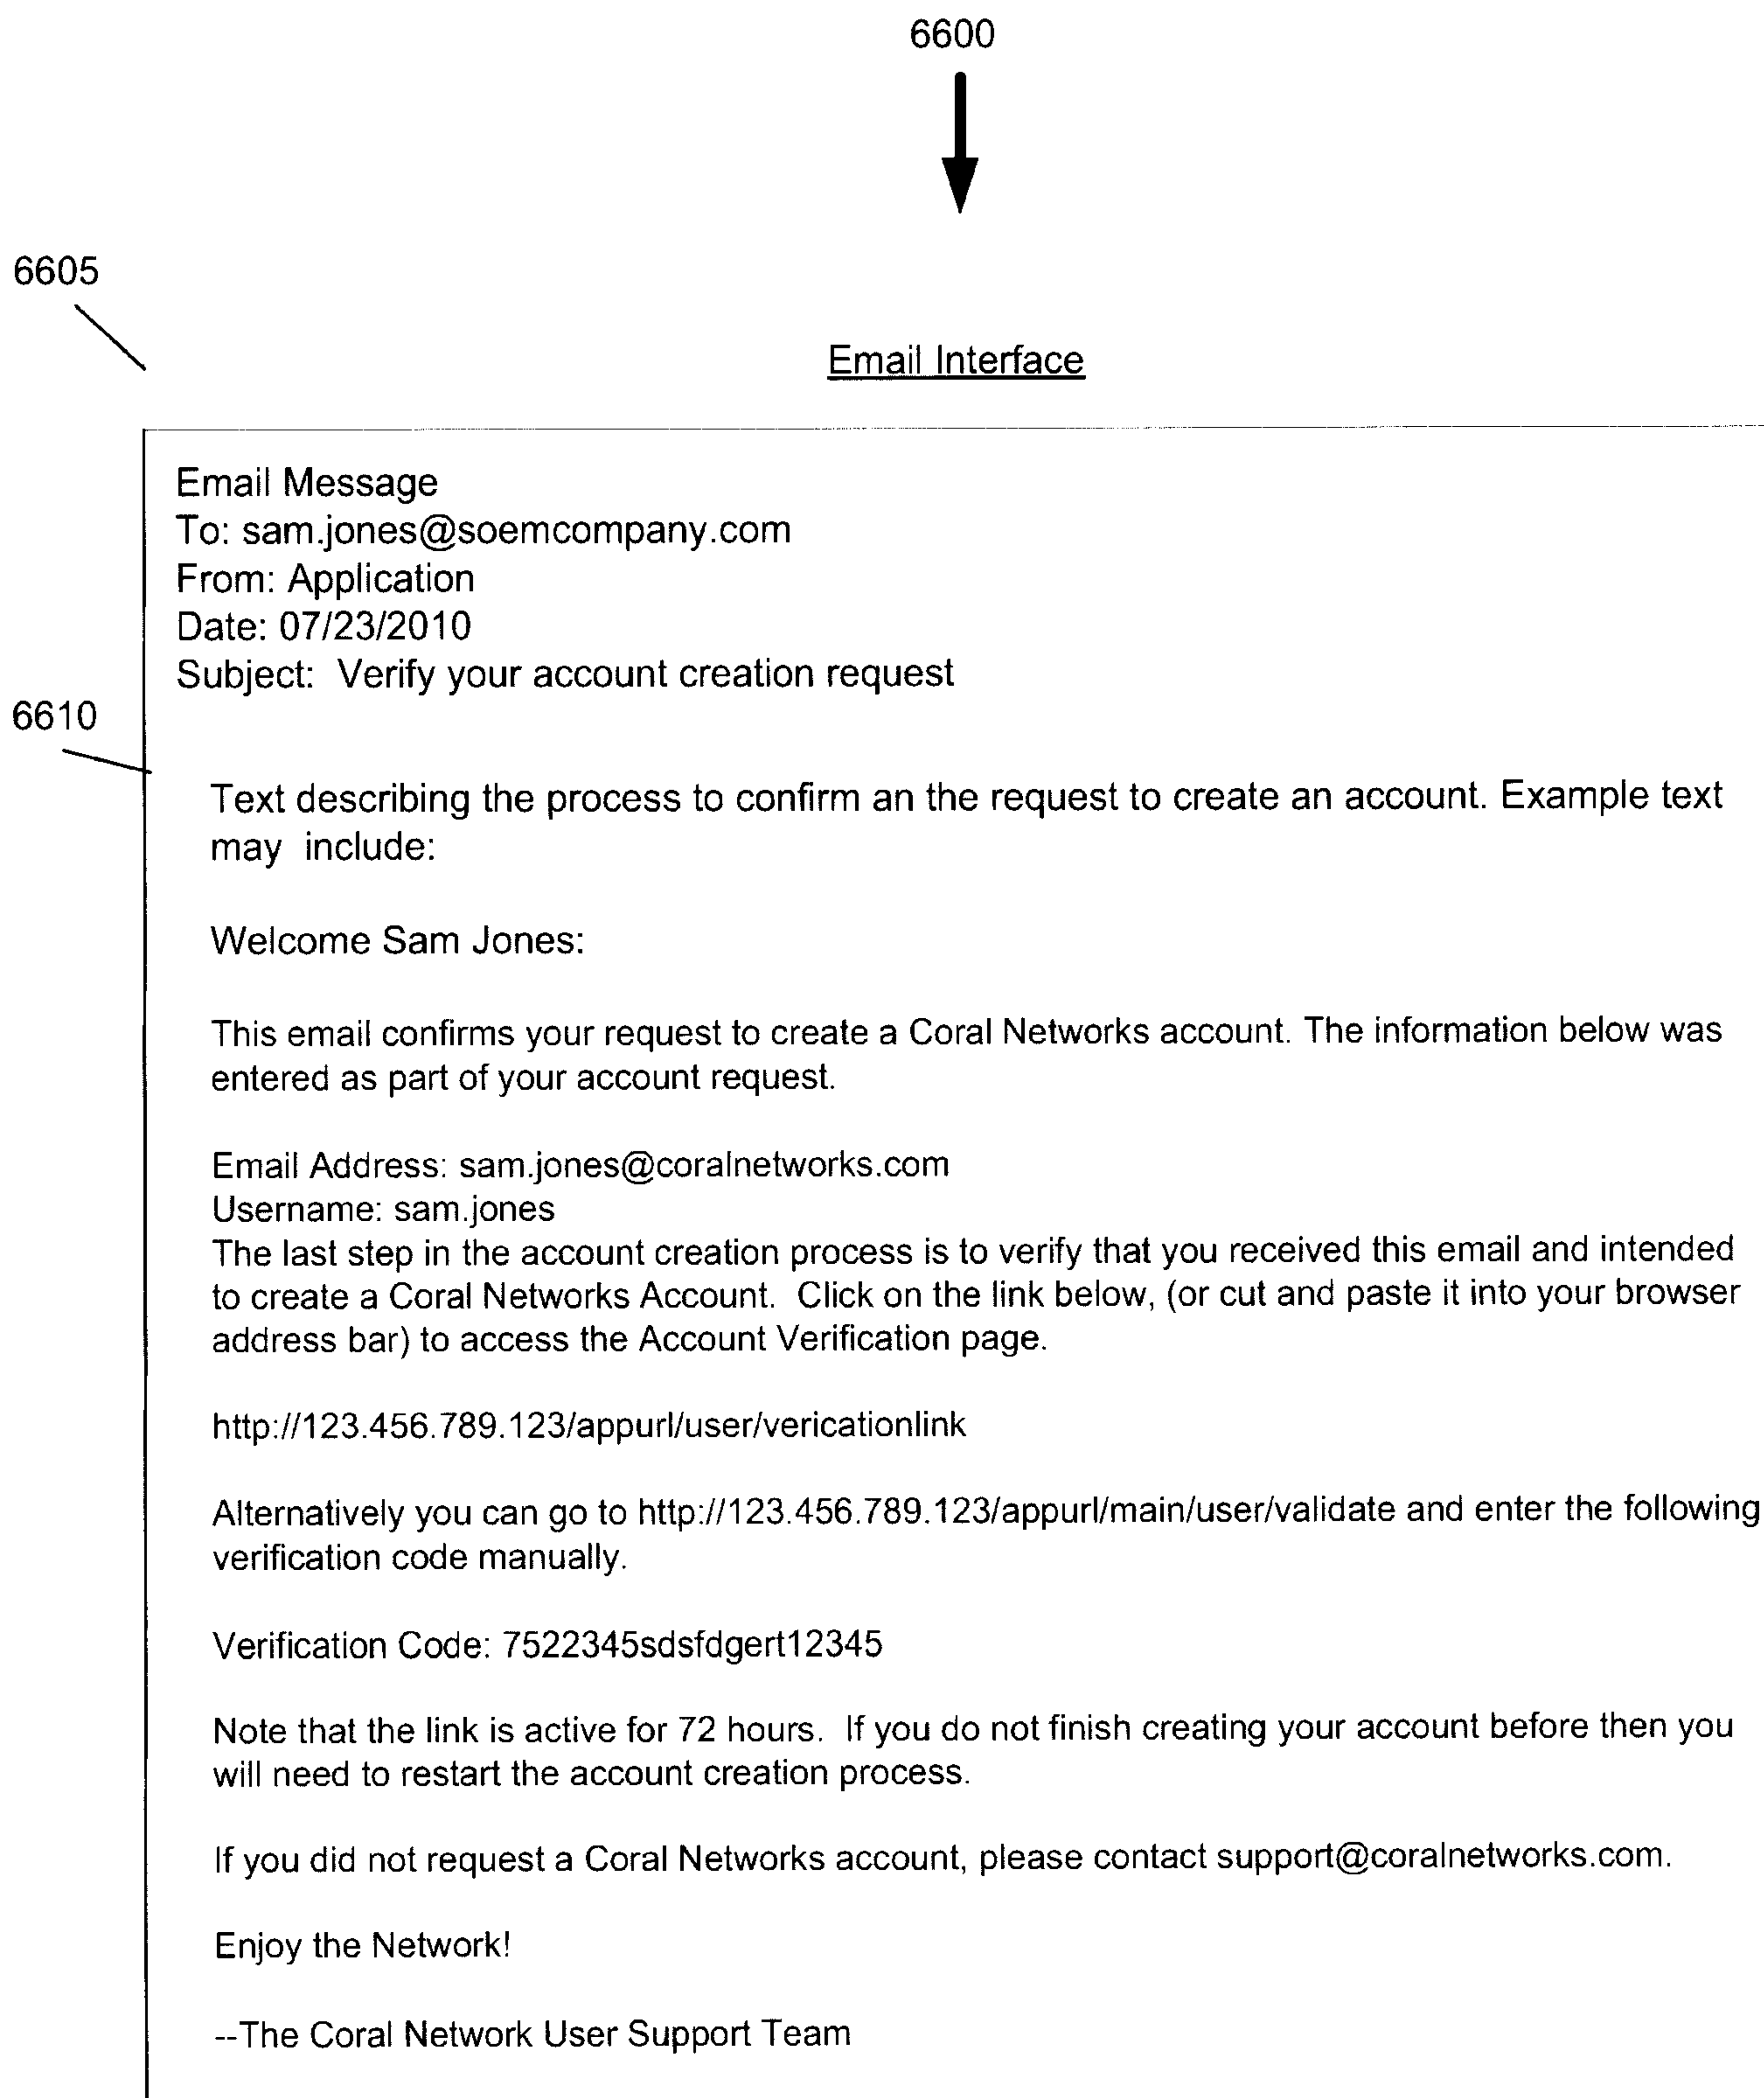 6600
6605
Email Interface
Email Message
To: sam.jones@soemcompany.com
From: Application
Date: 07/23/2010
Subject: Verify your account creation request
6610
Text describing the process to confirm an the request to create an account. Example text
may include:
Welcome Sam Jones:
This email confirms your request to create a Coral Networks account. The information below was
entered as part of your account request.
Email Address: sam.jones@coralnetworks.com
Username: sam.jones
The last step in the account creation process is to verify that you received this email and intended
to create a Coral Networks Account. Click on the link below, (or cut and paste it into your browser
address bar) to access the Account Verification page.
http://123.456.789.123/appurl/user/vericationlink
Alternatively you can go to http://123.456.789.123/appurl/main/user/validate and enter the following
verification code manually.
Verification Code: 7522345sdsfdgert12345
Note that the link is active for 72 hours. If you do not finish creating your account before then you
will need to restart the account creation process.
If you did not request a Coral Networks account, please contact support@coralnetworks.com.
Enjoy the Network!
--The Coral Network User Support Team